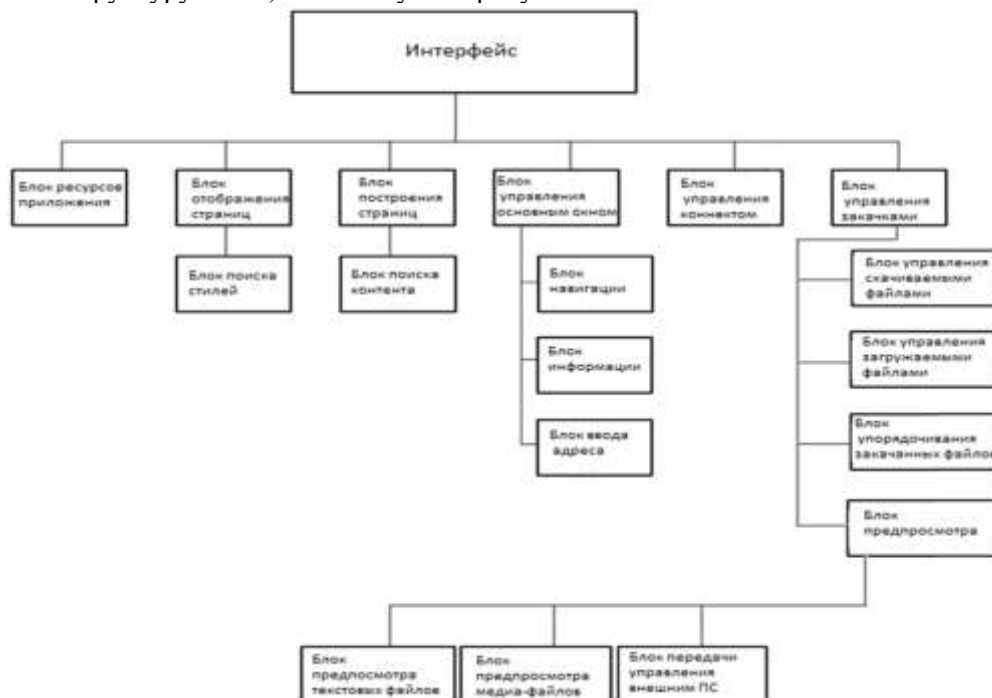 Интерфейс
Блок ресурсов
приложения
Блок
отображения
страниц
Блок
построения
страниц
Блок
управления
основным окном
Блок
управления
коннектом
Блок
управления
закачками
Блок поиска
стилей
Блок поиска
контента
Блок
навигации
Блок
информации
Блок ввода
адреса
Блок управления
скачиваемыми
файлами
Блок управления
загружаемыми
файлами
Блок
упорядочивания
закачанных файлов
Блок
предпросмотра
Блок
предпосмотра
текстовых файлов
Блок
предпросмотра
медиа-файлов
Блок передачи
управления
внешним ПС